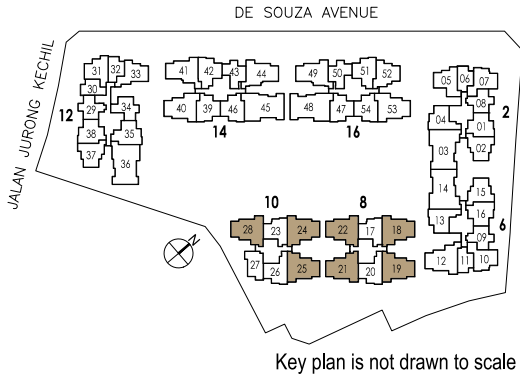 DE SOUZA AVENUE
JALAN JURONG KECHIL
31 32 33
30
29 34
12
38 35
37 36
41 42 43 44
40 39 46 45
14
49 50 51 52
48 47 54 53
16
05 06 07
08
04 01
2
03 02
14 15
13 16
6
09
12 11 10
10
28 23 24
27 26 25
8
22 17 18
21 20 19
N
Key plan is not drawn to scale